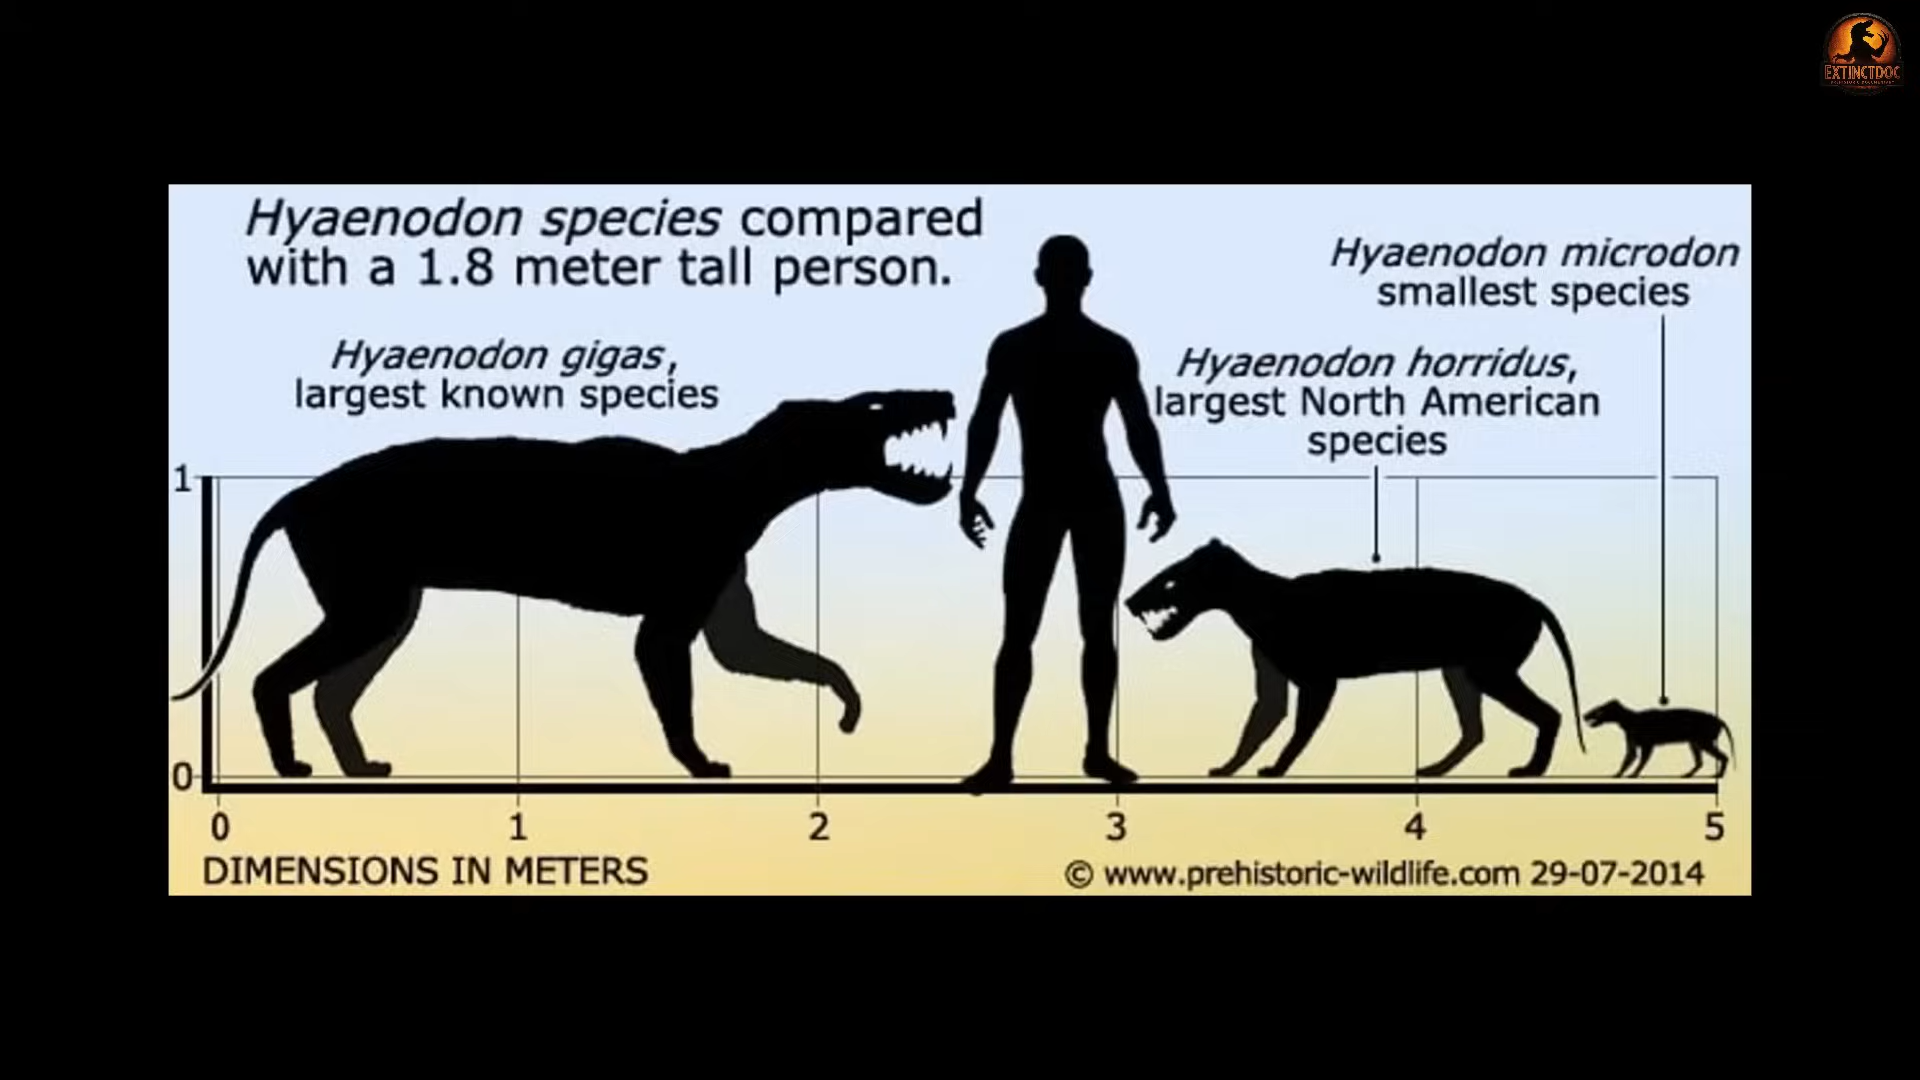 EXTINCTDOC
Hyaenodon species compared
with a 1.8 meter tall person.
Hyaenodon microdon
smallest species
Hyaenodon gigas,
largest known species
Hyaenodon horridus,
largest North American
species
1
0
0 1 2 3 4 5
DIMENSIONS IN METERS
© www.prehistoric-wildlife.com 29-07-2014